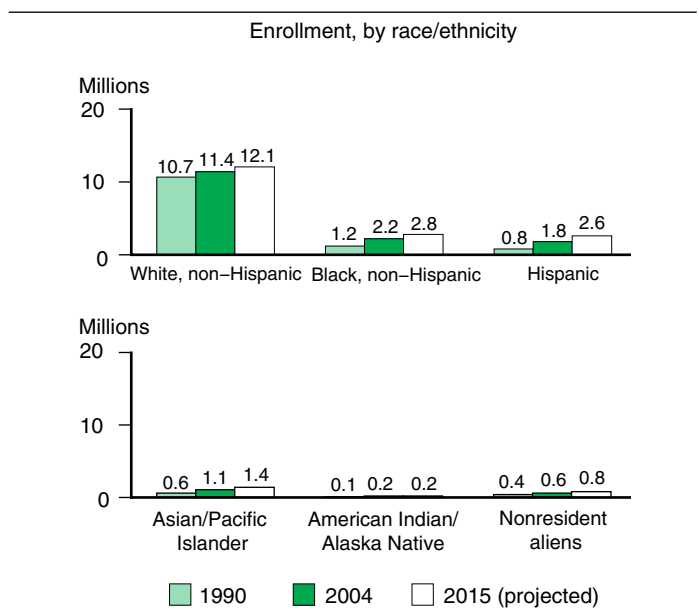 Enrollment, by race/ethnicity
Millions
20
10
0
10.7 11.4 12.1
1.2 2.2 2.8
0.8 1.8 2.6
White, non−Hispanic Black, non−Hispanic Hispanic
Millions
20
10
0
0.6 1.1 1.4
0.1 0.2 0.2
0.4 0.6 0.8
Asian/Pacific
Islander
American Indian/
Alaska Native
Nonresident
aliens
1990 2004 2015 (projected)